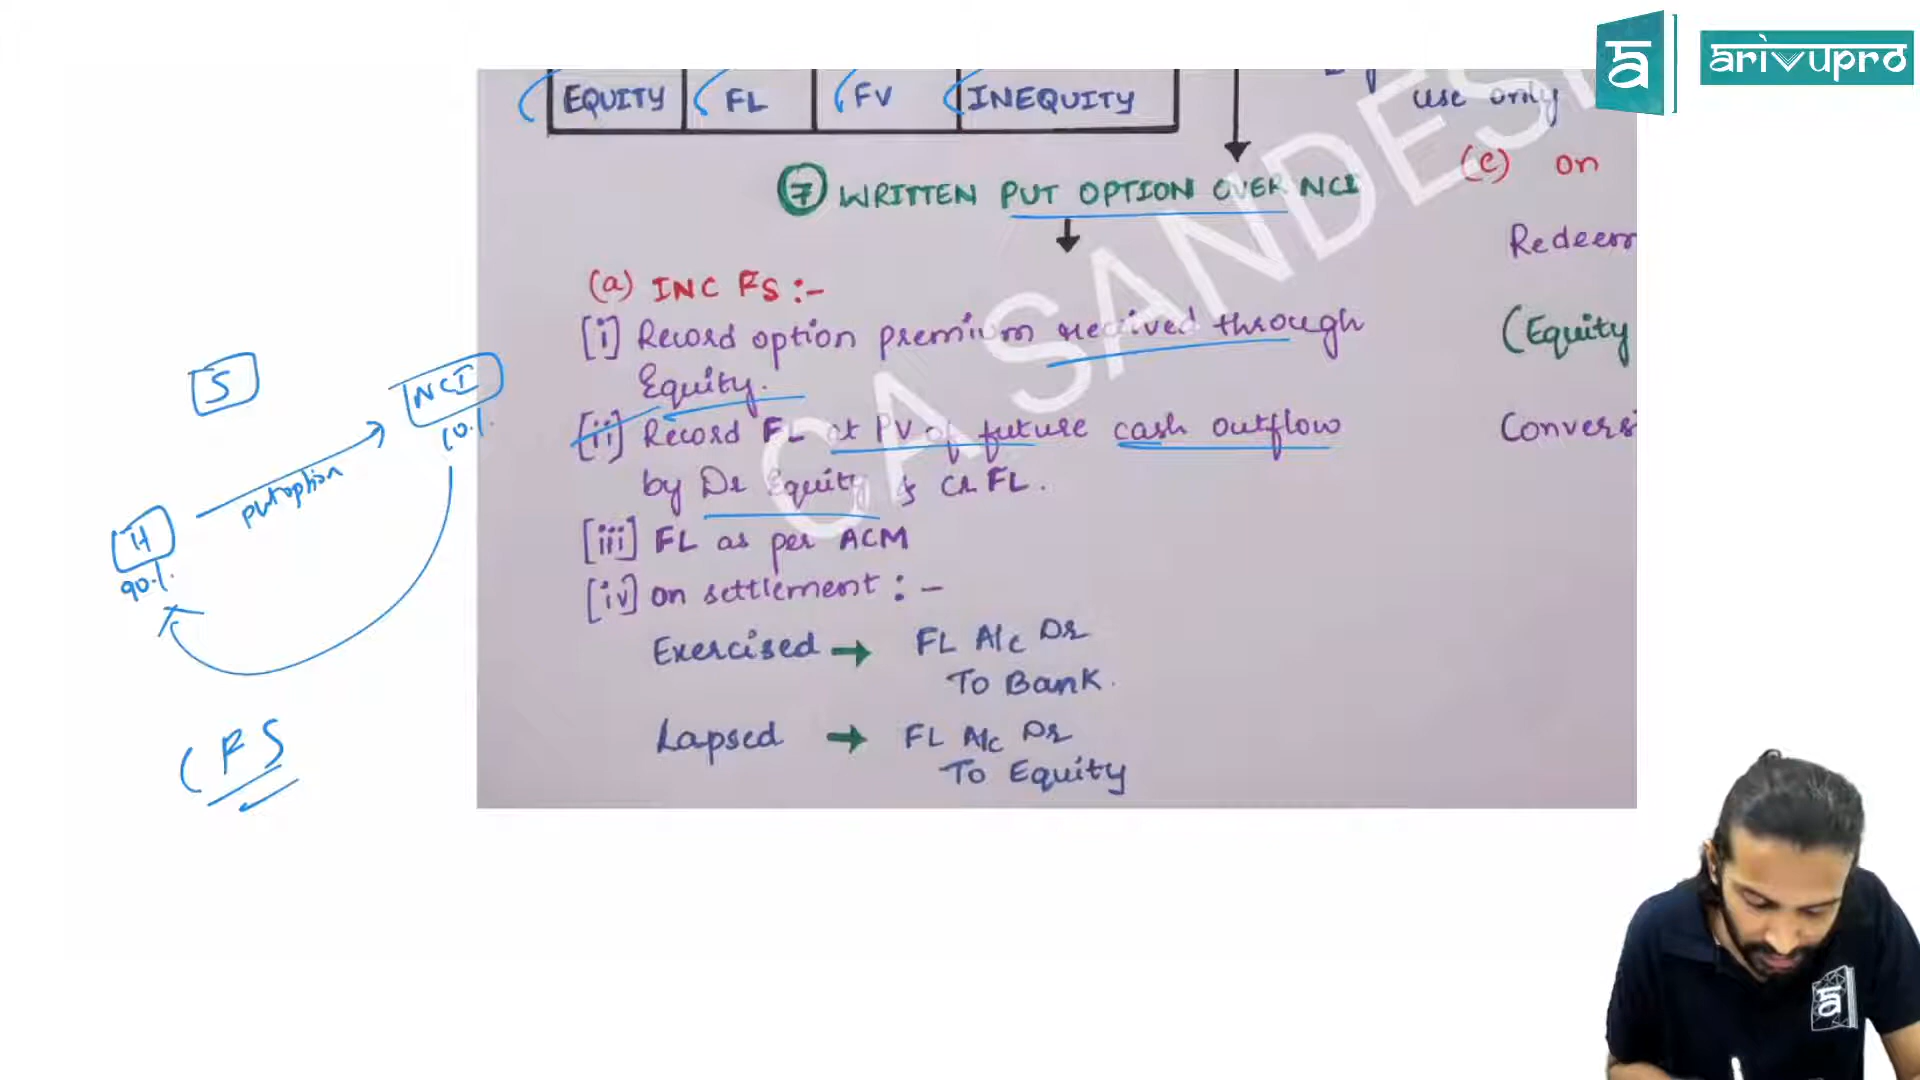 arivupro
EQUITY FL FV INEQUITY
use only
(7) WRITTEN PUT OPTION OVER NCI
(c) on
(a) INC FS :-
Redeem
[i] Record option premium received through
Equity.
(Equity
[ii] Record FL at PV of future cash outflow
by Dr Equity & Cr FL.
Convers
[iii] FL as per ACM
[iv] on settlement : -
Exercised → FL A/c Dr
To Bank.
Lapsed → FL A/c Dr
To Equity
CA SANDES
S
NCI
10%
put option
H
90%
CFS